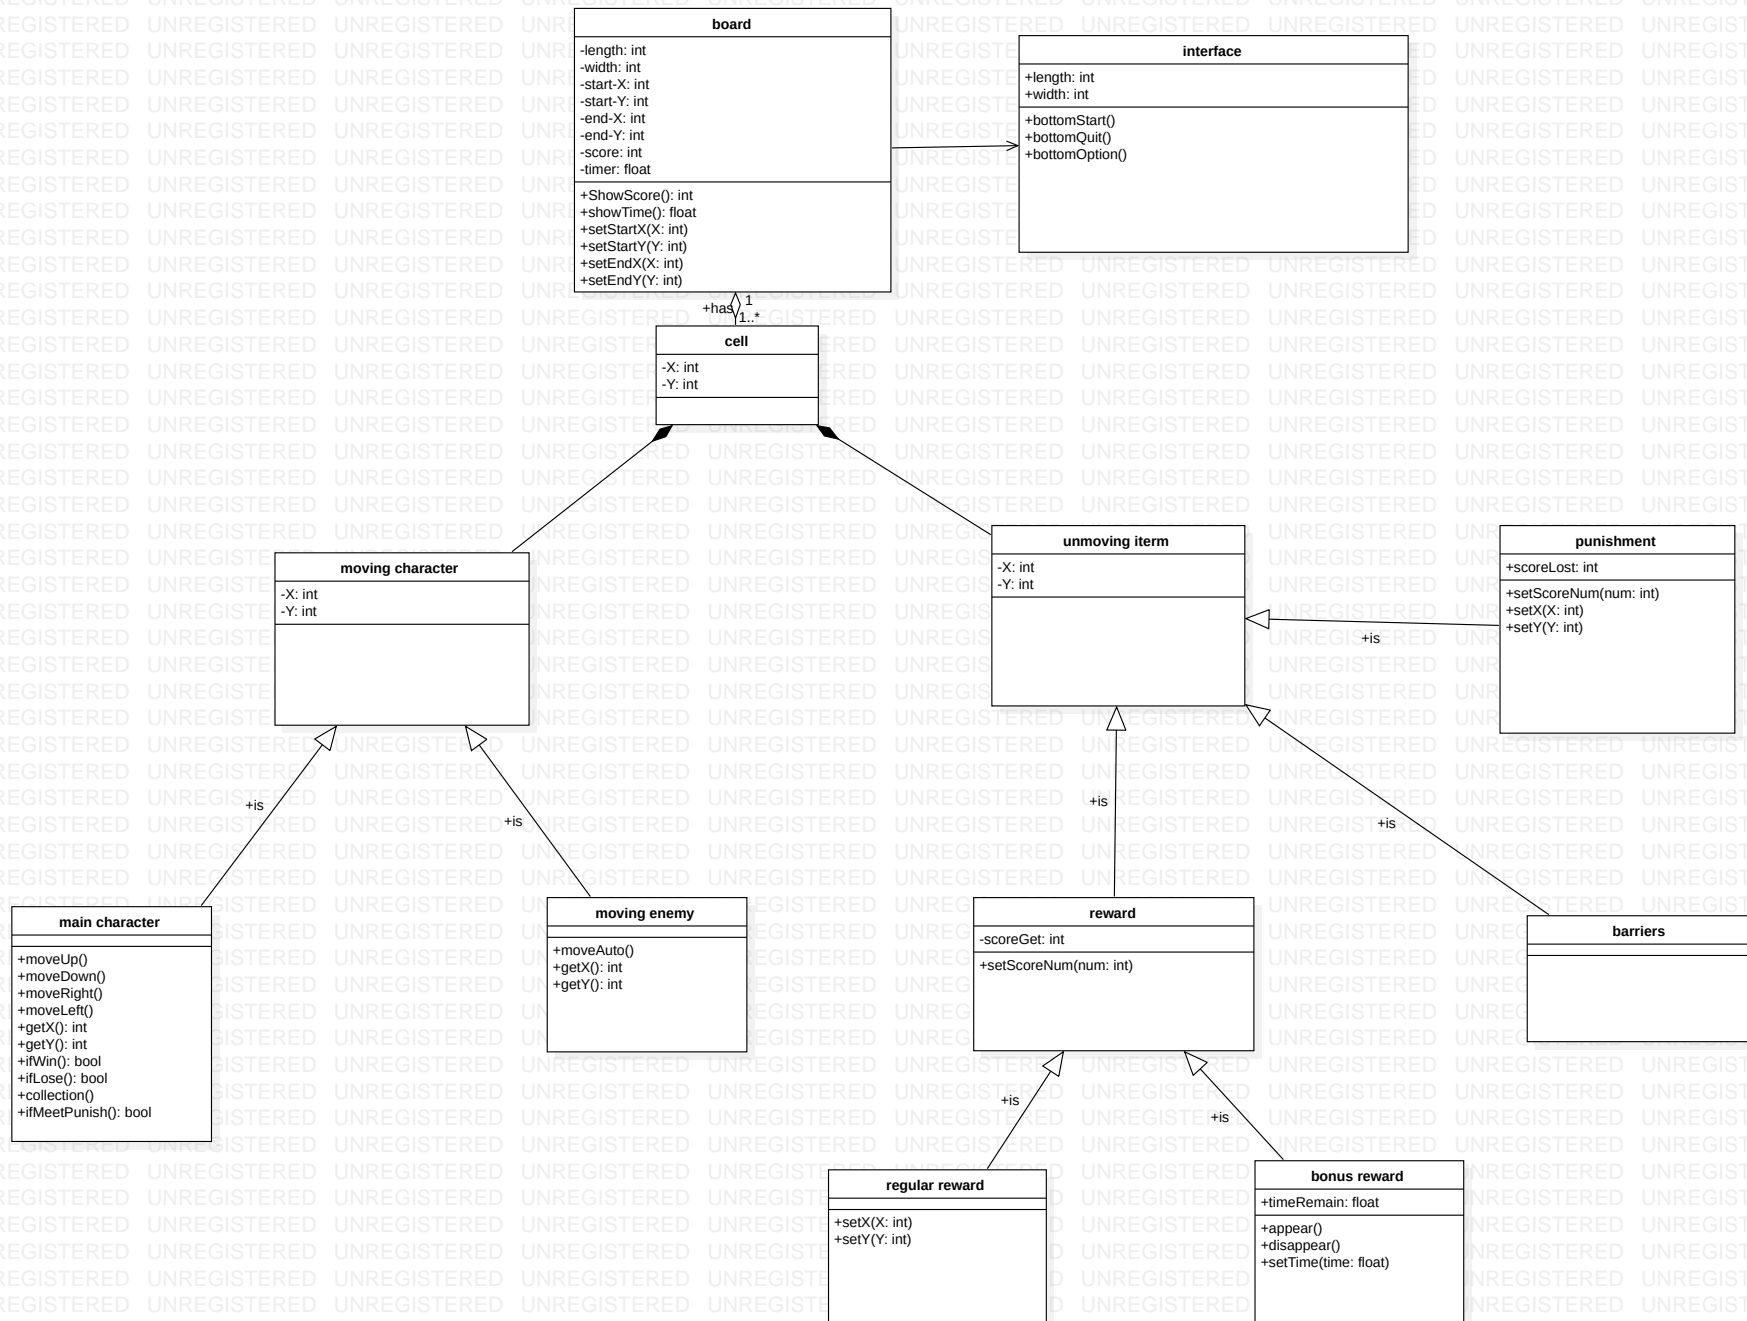 board
-length: int
-width: int
-start-X: int
-start-Y: int
-end-X: int
-end-Y: int
-score: int
-timer: float
+ShowScore(): int
+showTime(): float
+setStartX(X: int)
+setStartY(Y: int)
+setEndX(X: int)
+setEndY(Y: int)
interface
+length: int
+width: int
+bottomStart()
+bottomQuit()
+bottomOption()
+has
1
1..*
cell
-X: int
-Y: int
moving character
-X: int
-Y: int
unmoving iterm
-X: int
-Y: int
punishment
+scoreLost: int
+setScoreNum(num: int)
+setX(X: int)
+setY(Y: int)
+is
+is
+is
+is
+is
main character
+moveUp()
+moveDown()
+moveRight()
+moveLeft()
+getX(): int
+getY(): int
+ifWin(): bool
+ifLose(): bool
+collection()
+ifMeetPunish(): bool
moving enemy
+moveAuto()
+getX(): int
+getY(): int
reward
-scoreGet: int
+setScoreNum(num: int)
barriers
+is
+is
regular reward
+setX(X: int)
+setY(Y: int)
bonus reward
+timeRemain: float
+appear()
+disappear()
+setTime(time: float)
UNREGISTERED